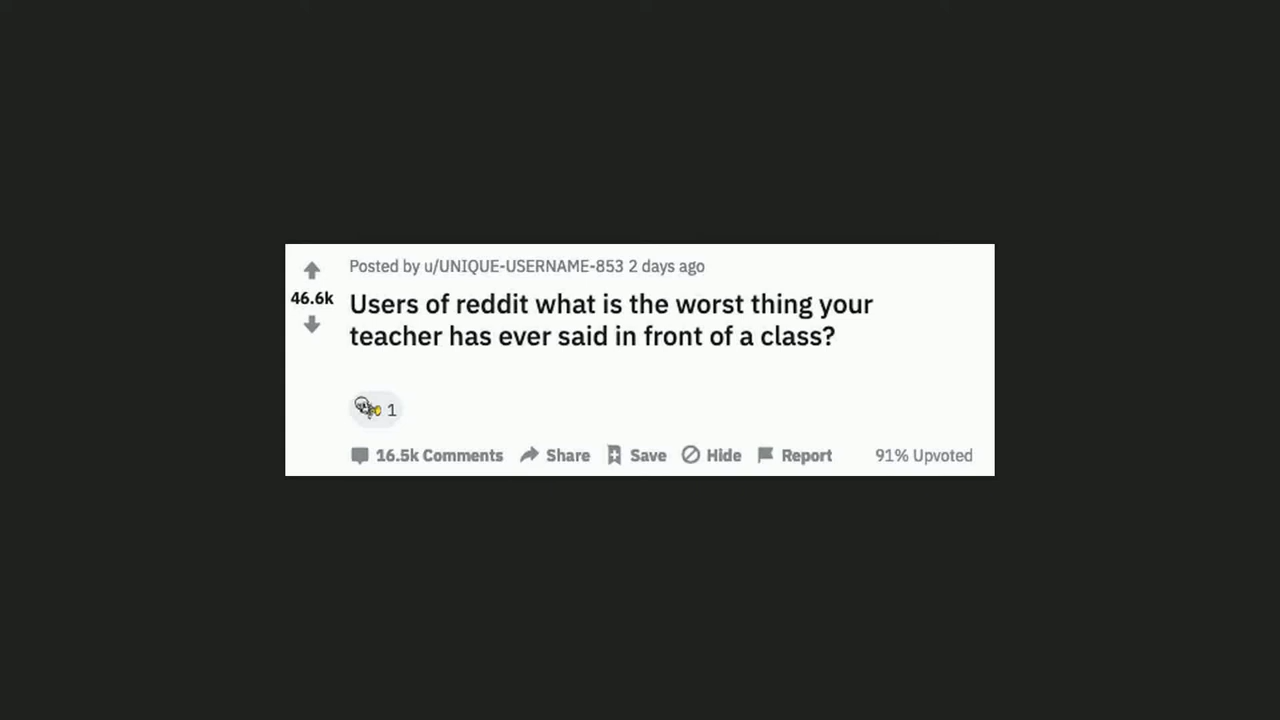 Posted by u/UNIQUE-USERNAME-853 2 days ago
46.6k
Users of reddit what is the worst thing your
teacher has ever said in front of a class?
1
16.5k Comments Share Save Hide Report 91% Upvoted